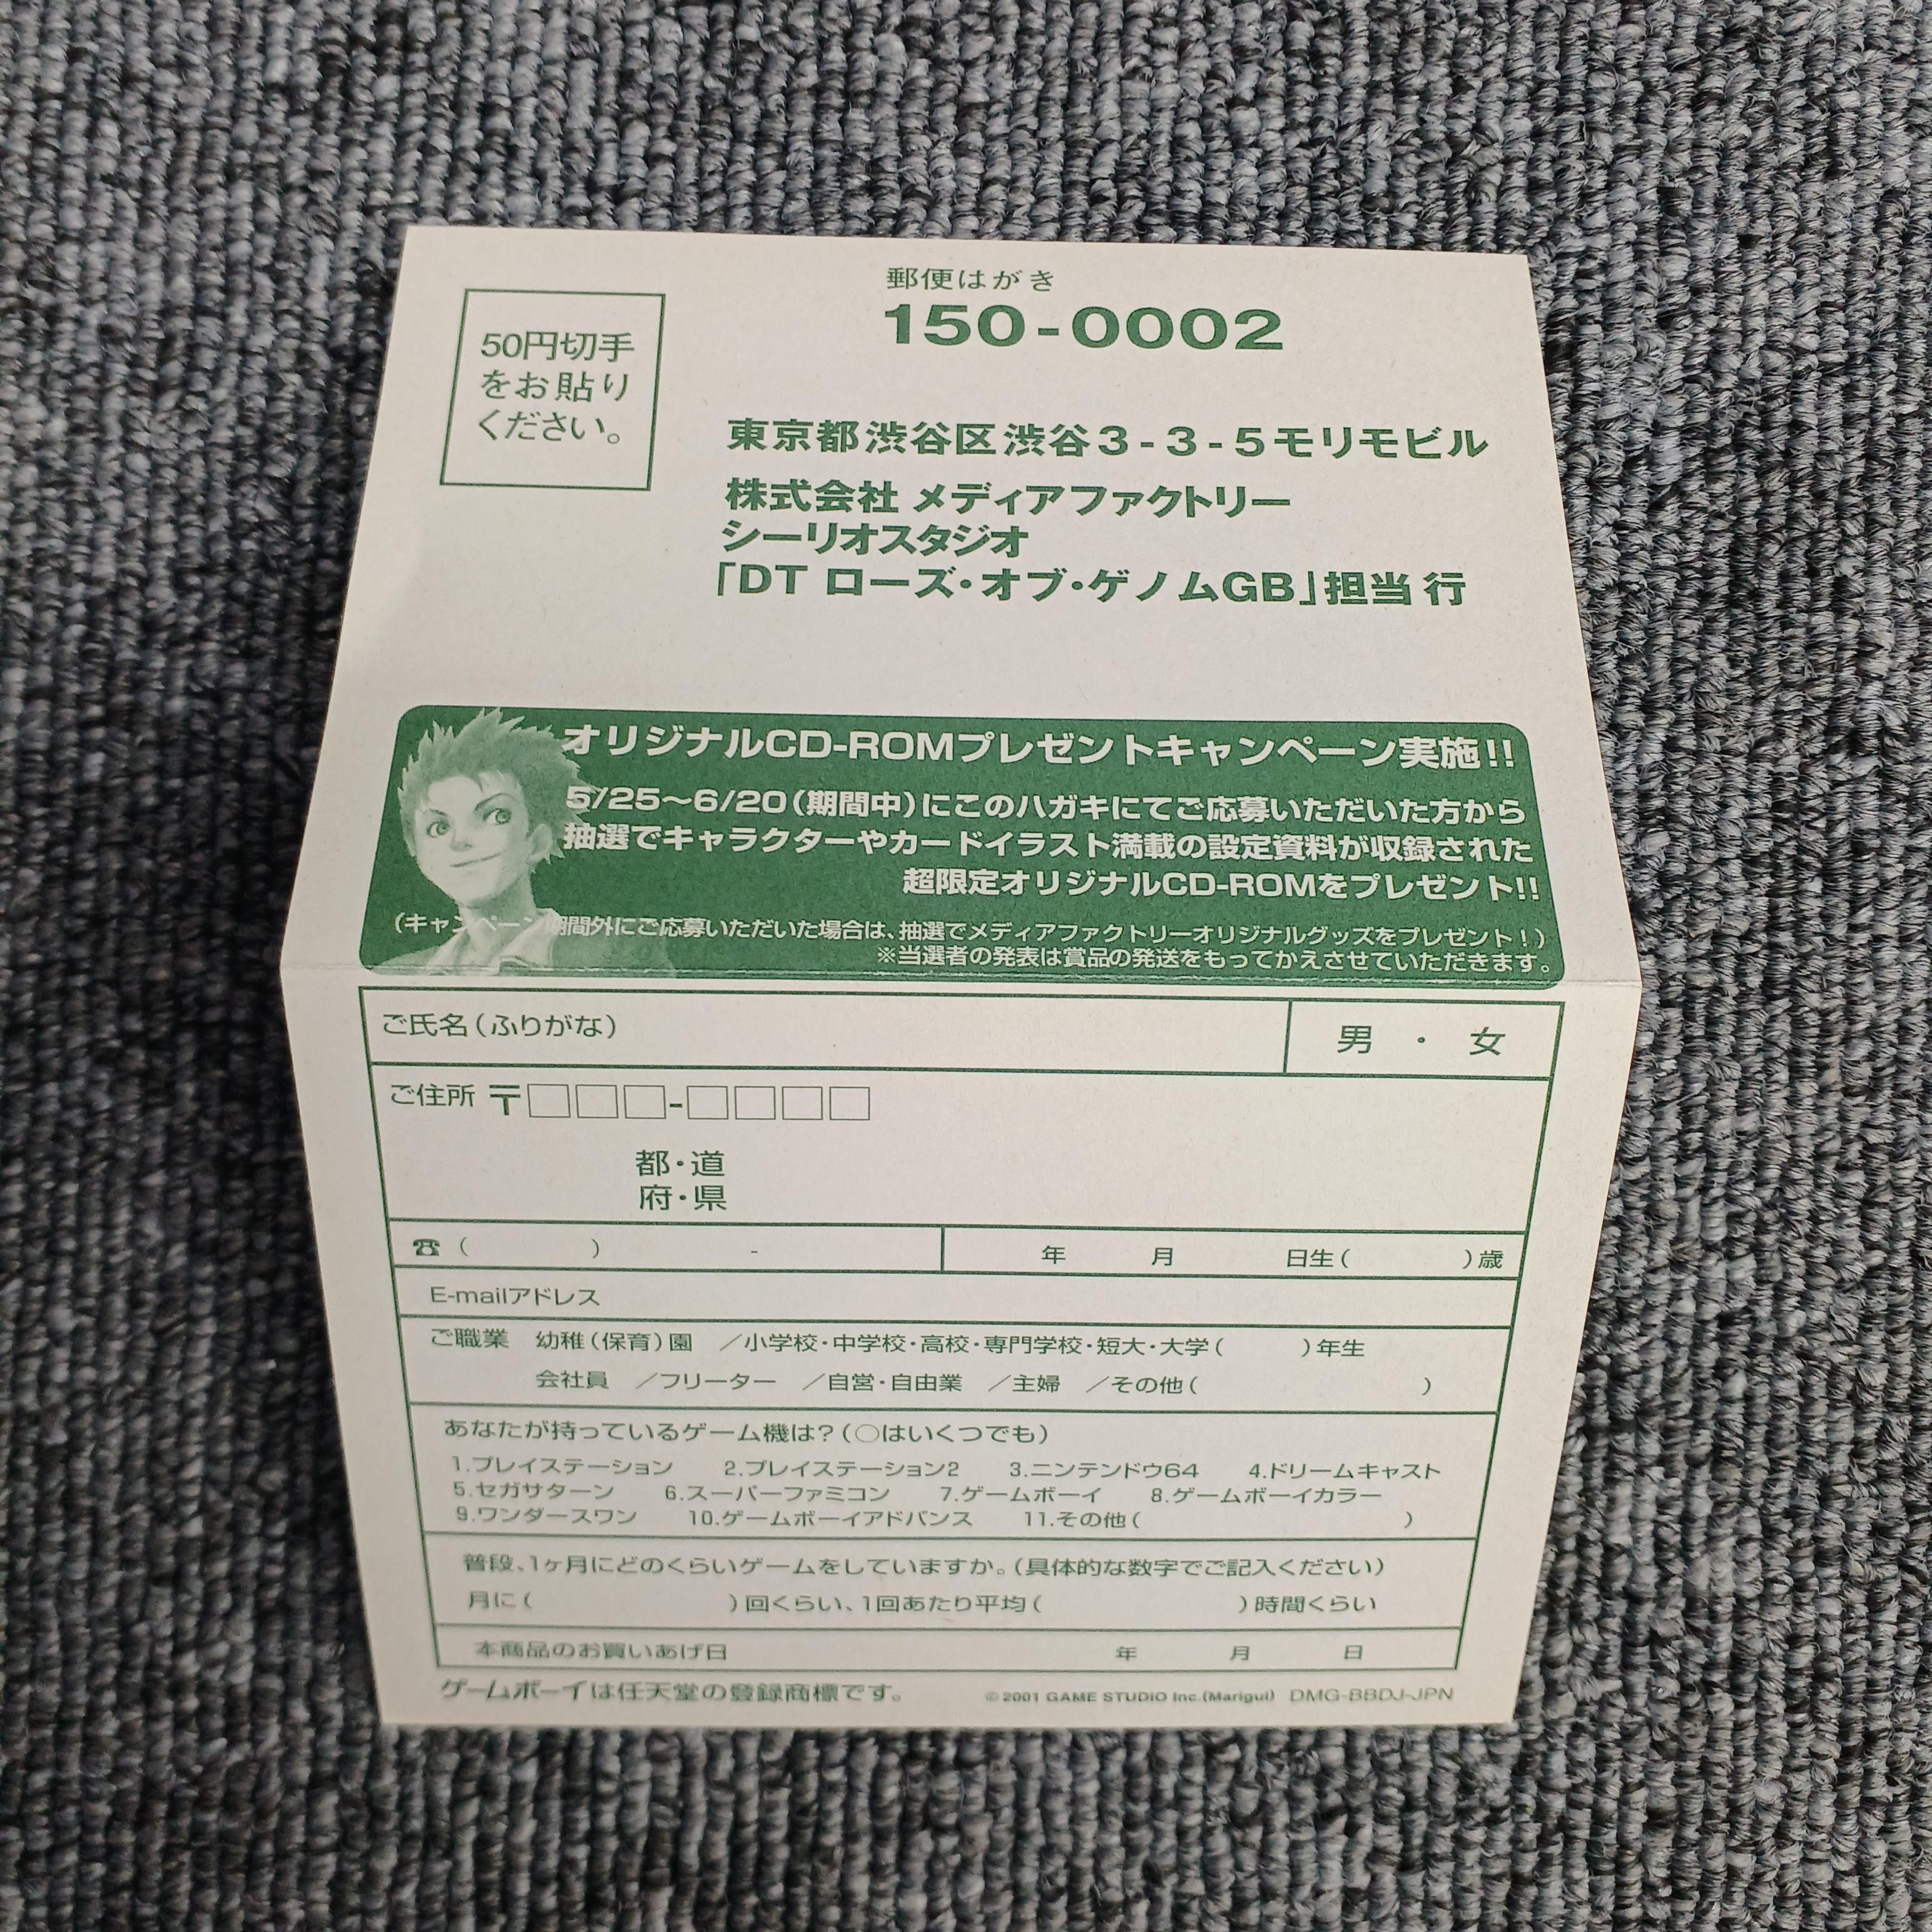 郵便はがき
150-0002
50円切手
をお貼り
ください。
東京都渋谷区渋谷3-3-5モリモビル
株式会社 メディアファクトリー
シーリオスタジオ
「DT ローズ・オブ・ゲノムGB」担当 行
オリジナルCD-ROMプレゼントキャンペーン実施!!
5/25～6/20(期間中)にこのハガキにてご応募いただいた方から
抽選でキャラクターやカードイラスト満載の設定資料が収録された
超限定オリジナルCD-ROMをプレゼント!!
(キャンペーン期間外にご応募いただいた場合は、抽選でメディアファクトリーオリジナルグッズをプレゼント!)
※当選者の発表は賞品の発送をもってかえさせていただきます。
ご氏名(ふりがな) 男 ・ 女
ご住所 〒□□□-□□□□
都・道
府・県
☎( ) - 年 月 日生( )歳
E-mailアドレス
ご職業 幼稚(保育)園 /小学校・中学校・高校・専門学校・短大・大学( )年生
会社員 /フリーター /自営・自由業 /主婦 /その他( )
あなたが持っているゲーム機は?(○はいくつでも)
1.プレイステーション 2.プレイステーション2 3.ニンテンドウ64 4.ドリームキャスト
5.セガサターン 6.スーパーファミコン 7.ゲームボーイ 8.ゲームボーイカラー
9.ワンダースワン 10.ゲームボーイアドバンス 11.その他( )
普段、1ヶ月にどのくらいゲームをしていますか。(具体的な数字でご記入ください)
月に( )回くらい、1回あたり平均( )時間くらい
本商品のお買いあげ日 年 月 日
ゲームボーイは任天堂の登録商標です。 © 2001 GAME STUDIO Inc.(Marigul) DMG-BBDJ-JPN